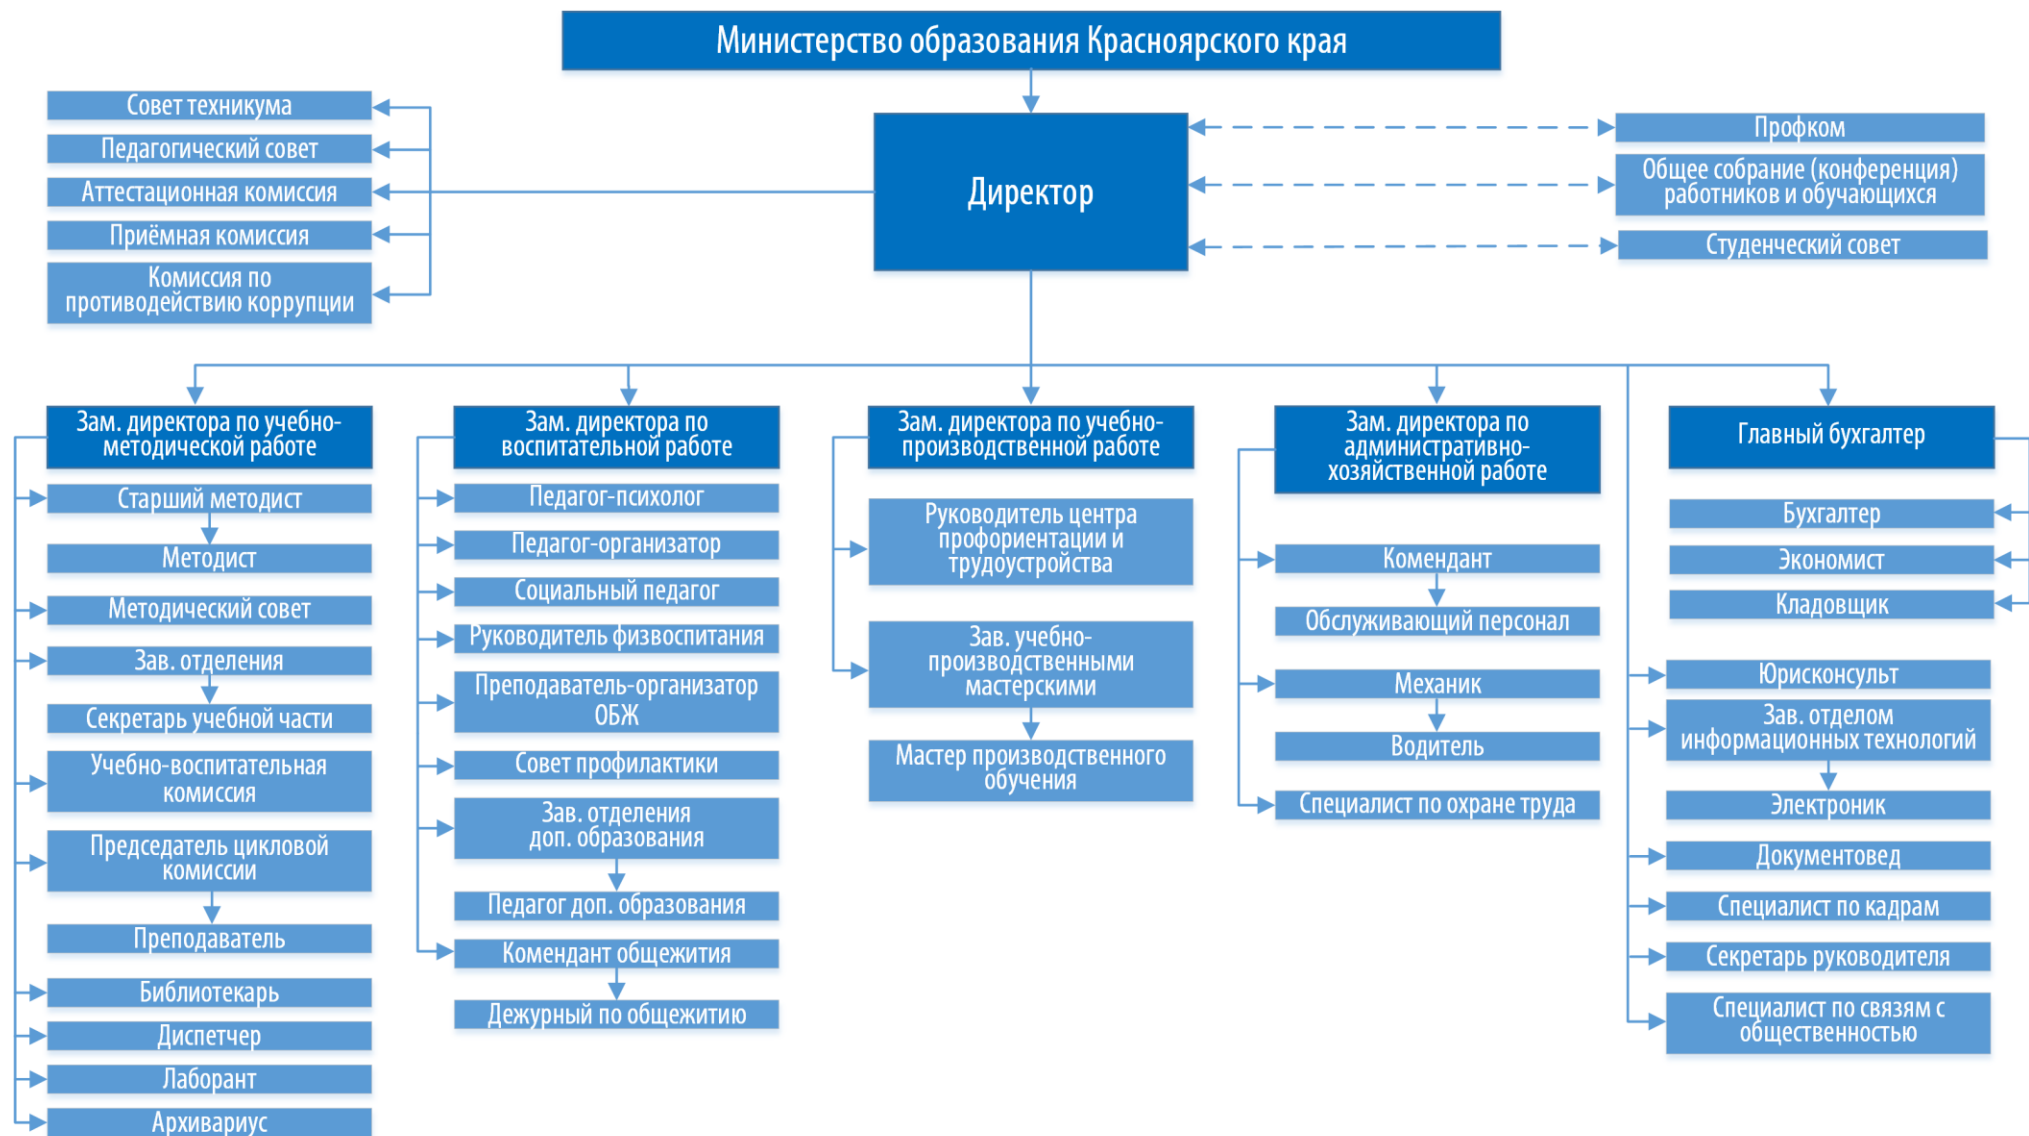 Министерство образования Красноярского края
Совет техникума
Педагогический совет
Аттестационная комиссия
Приёмная комиссия
Комиссия по
противодействию коррупции
Директор
Профком
Общее собрание (конференция)
работников и обучающихся
Студенческий совет
Зам. директора по учебно-
методической работе
Старший методист
Методист
Методический совет
Зав. отделения
Секретарь учебной части
Учебно-воспитательная
комиссия
Председатель цикловой
комиссии
Преподаватель
Библиотекарь
Диспетчер
Лаборант
Архивариус
Зам. директора по
воспитательной работе
Педагог-психолог
Педагог-организатор
Социальный педагог
Руководитель физвоспитания
Преподаватель-организатор
ОБЖ
Совет профилактики
Зав. отделения
доп. образования
Педагог доп. образования
Комендант общежития
Дежурный по общежитию
Зам. директора по учебно-
производственной работе
Руководитель центра
профориентации и
трудоустройства
Зав. учебно-
производственными
мастерскими
Мастер производственного
обучения
Зам. директора по
административно-
хозяйственной работе
Комендант
Обслуживающий персонал
Механик
Водитель
Специалист по охране труда
Главный бухгалтер
Бухгалтер
Экономист
Кладовщик
Юрисконсульт
Зав. отделом
информационных технологий
Электроник
Документовед
Специалист по кадрам
Секретарь руководителя
Специалист по связям с
общественностью